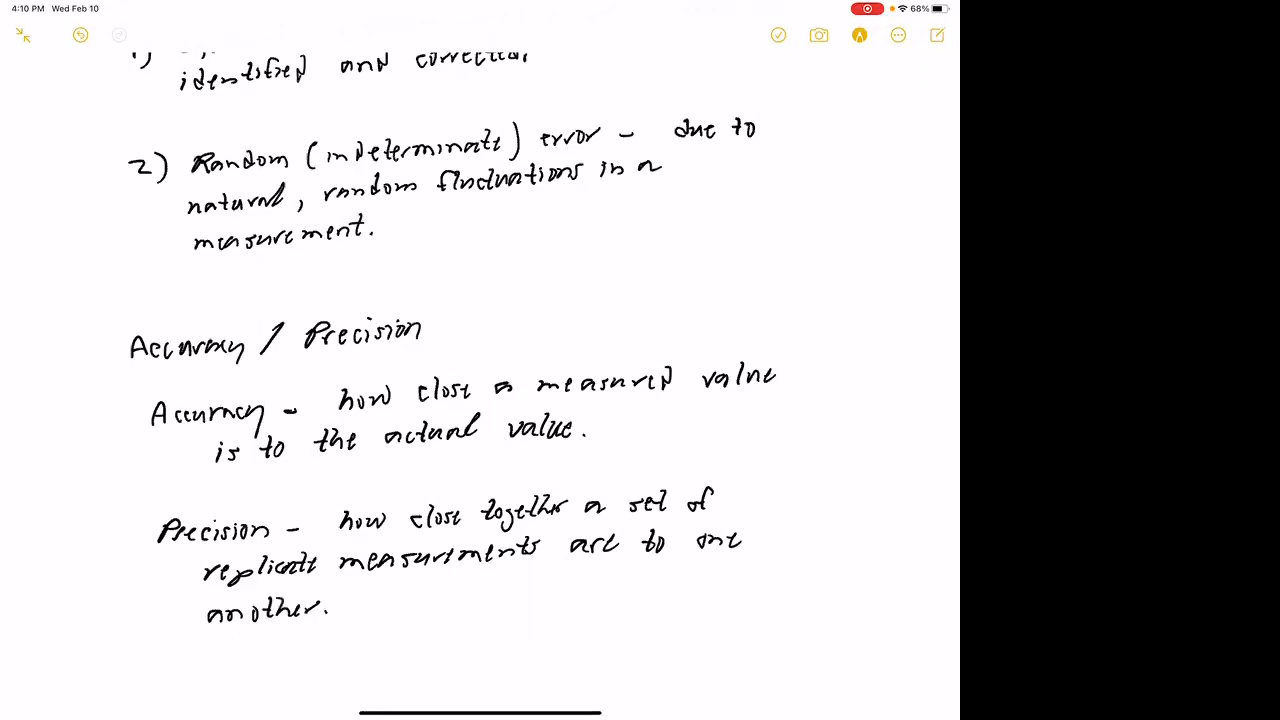 4:10 PM Wed Feb 10
68%
1)
identified and corrected.
2) Random (indeterminate) error - due to
natural, random fluctuations in a
measurement.
Accuracy / Precision
Accuracy - how close a measured value
is to the actual value.
Precision - how close together a set of
replicate measurements are to one
another.